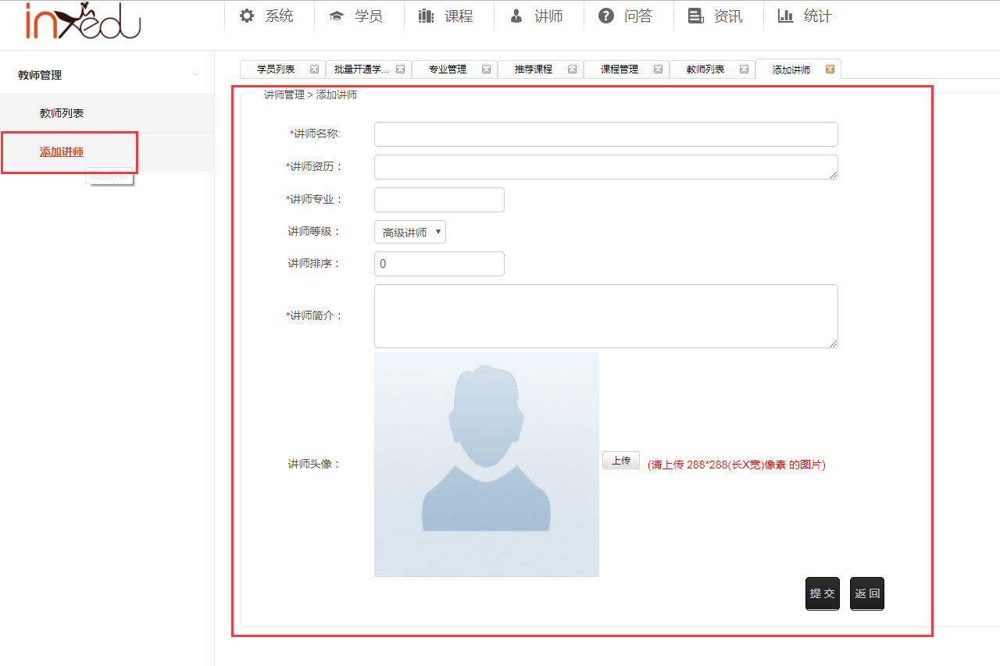 inxedu
系统 学员 课程 讲师 问答 资讯 统计
教师管理
教师列表
添加讲师
添加讲师
学员列表 批量开通学... 专业管理 推荐课程 课程管理 教师列表 添加讲师
讲师管理 > 添加讲师
*讲师名称:
*讲师资历：
*讲师专业：
讲师等级： 高级讲师
讲师排序： 0
*讲师简介：
讲师头像： 上传 (请上传 288*288(长X宽)像素 的图片)
提 交 返 回